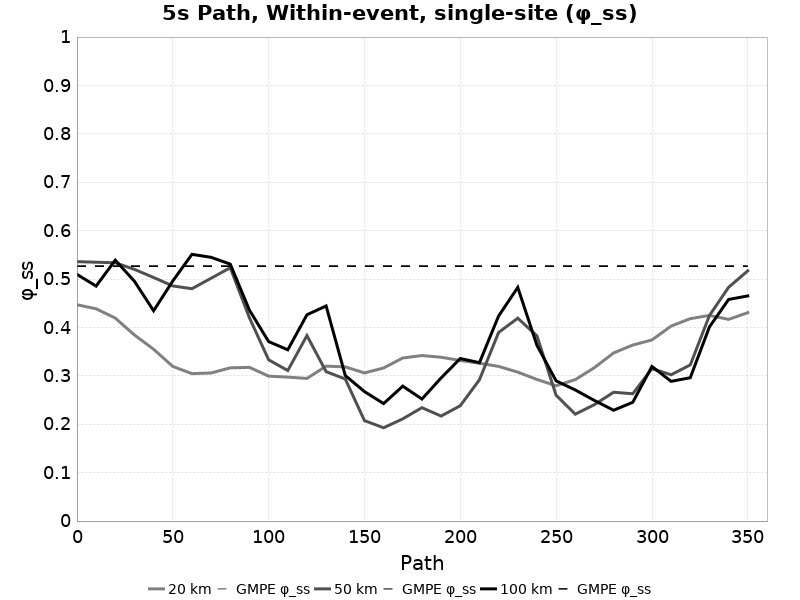 5s Path, Within-event, single-site (φ_ss)
1
0.9
0.8
0.7
0.6
0.5
0.4
0.3
0.2
0.1
0
φ_ss
0 50 100 150 200 250 300 350
Path
20 km GMPE φ_ss 50 km GMPE φ_ss 100 km GMPE φ_ss